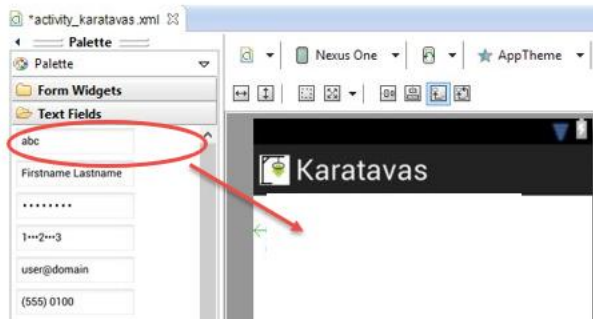 *activity_karatavas.xml
Palette
Palette
Form Widgets
Text Fields
abc
Firstname Lastname
••••••••
1•••2•••3
user@domain
(555) 0100
Nexus One
AppTheme
Karatavas